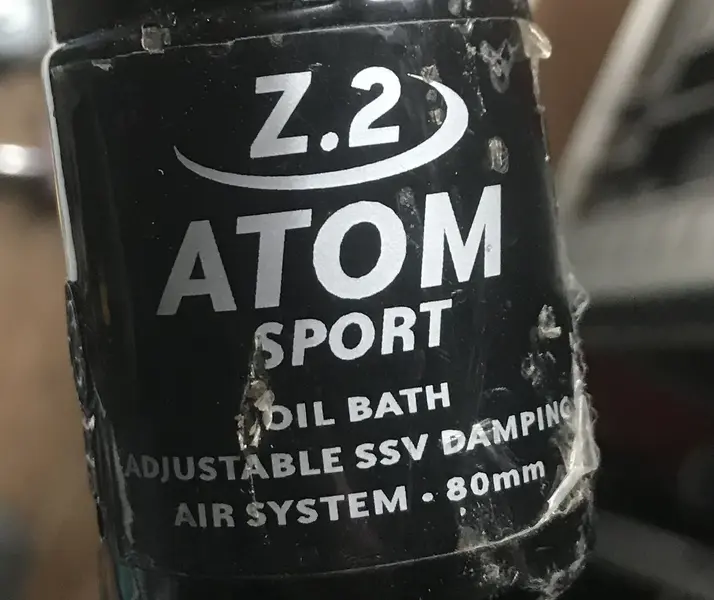 Z.2
ATOM
SPORT
OIL BATH
ADJUSTABLE SSV DAMPING
AIR SYSTEM • 80mm